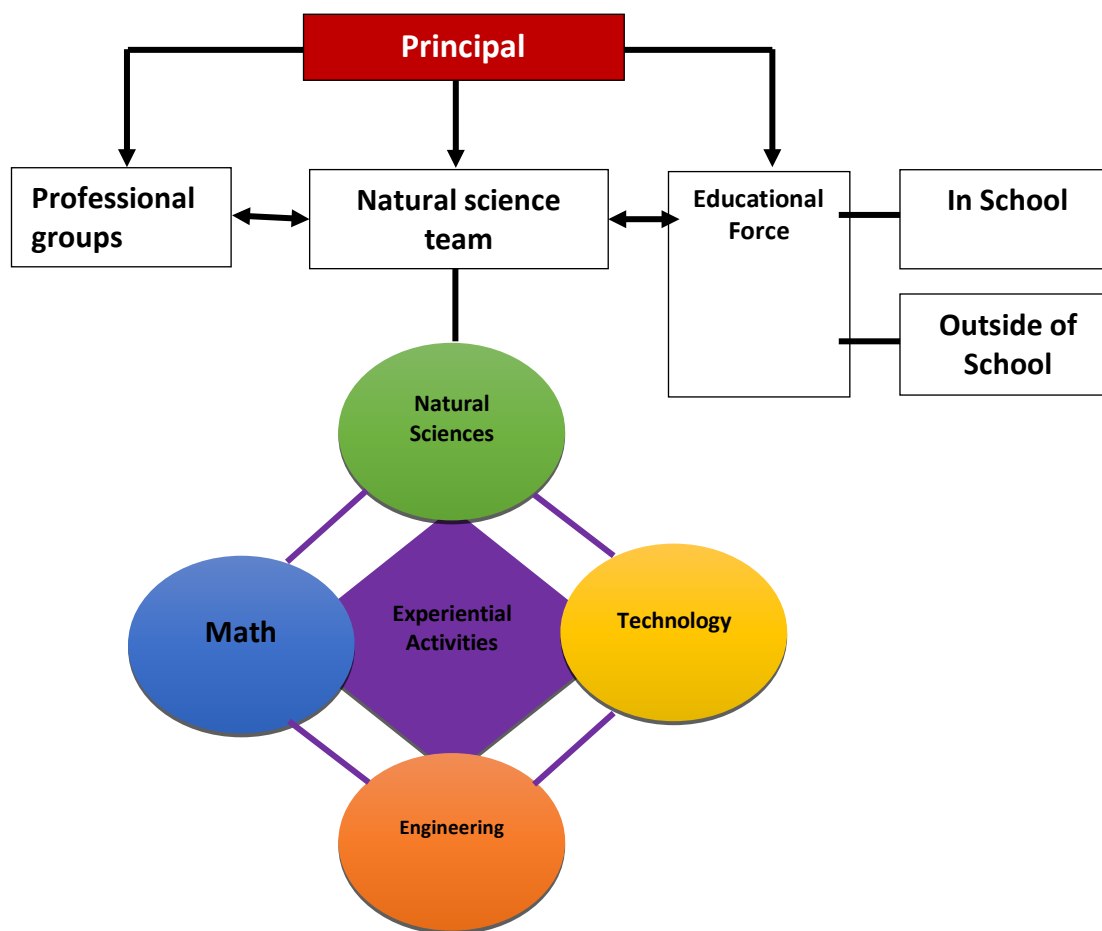 Principal
Professional
groups
Natural science
team
Educational
Force
In School
Outside of
School
Natural
Sciences
Math
Experiential
Activities
Technology
Engineering